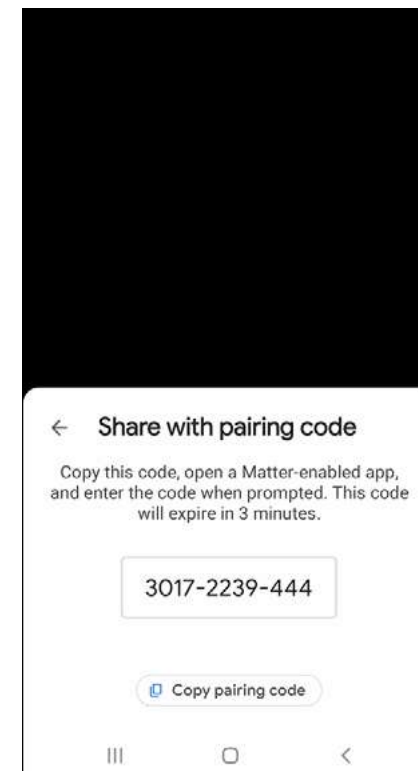 Share with pairing code
Copy this code, open a Matter-enabled app,
and enter the code when prompted. This code
will expire in 3 minutes.
3017-2239-444
Copy pairing code